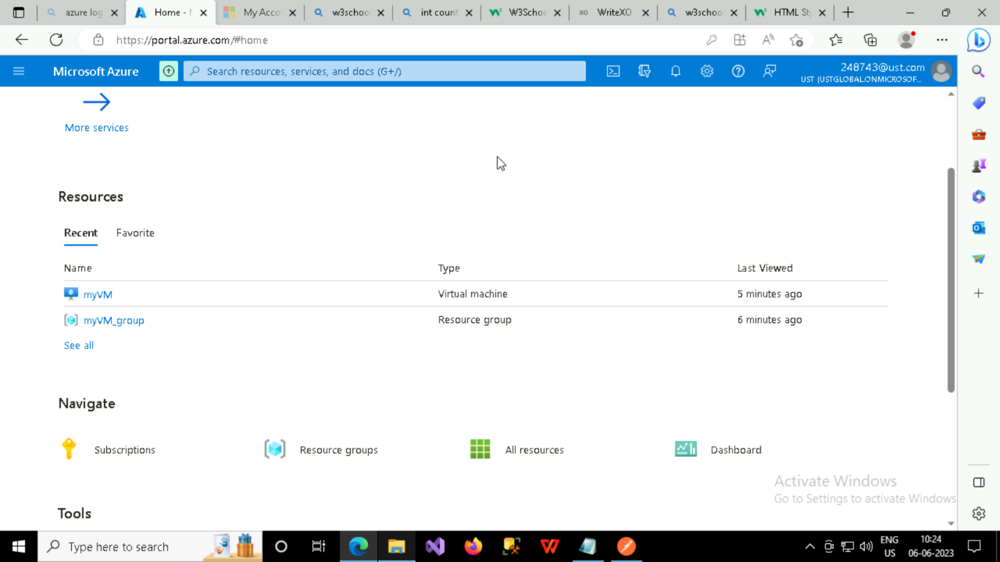 azure log
Home - M
My Acco
w3schoo
int count
W3Schoo
WriteXO
w3schoo
HTML Sty
https://portal.azure.com/#home
Microsoft Azure
Search resources, services, and docs (G+/)
248743@ust.com
UST (USTGLOBAL.ONMICROSOF...
More services
Resources
Recent
Favorite
Name
Type
Last Viewed
myVM
Virtual machine
5 minutes ago
myVM_group
Resource group
6 minutes ago
See all
Navigate
Subscriptions
Resource groups
All resources
Dashboard
Activate Windows
Go to Settings to activate Windows.
Tools
Type here to search
ENG
US
10:24
06-06-2023